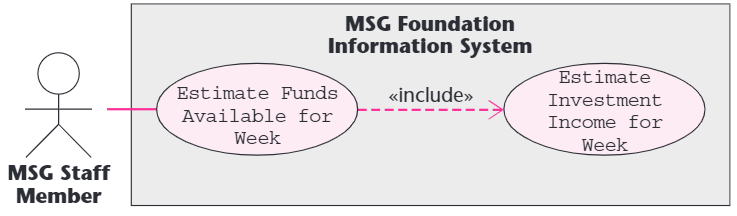 MSG Foundation
Information System
Estimate Funds
Available for
Week
«include»
Estimate
Investment
Income for
Week
MSG Staff
Member